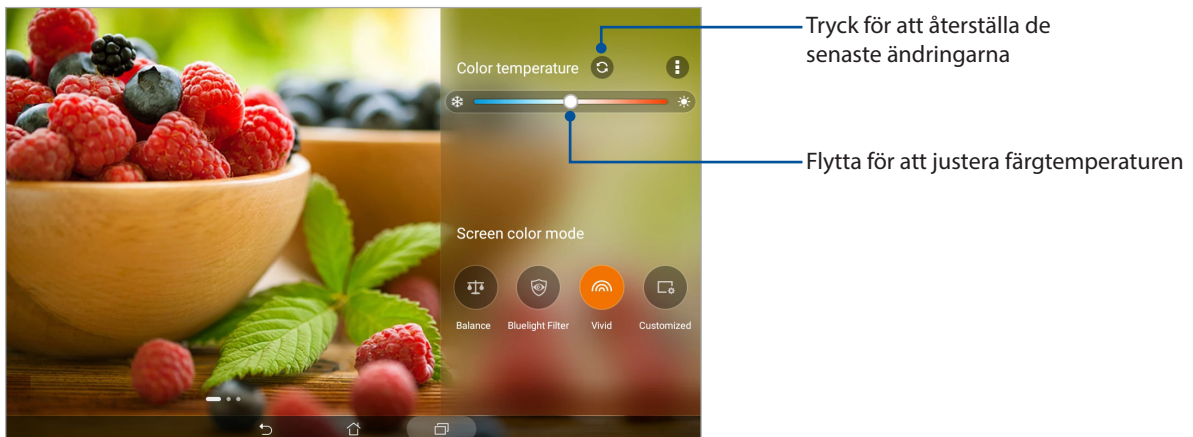 Tryck för att återställa de
senaste ändringarna
Color temperature
Flytta för att justera färgtemperaturen
Screen color mode
Balance
Bluelight Filter
Vivid
Customized